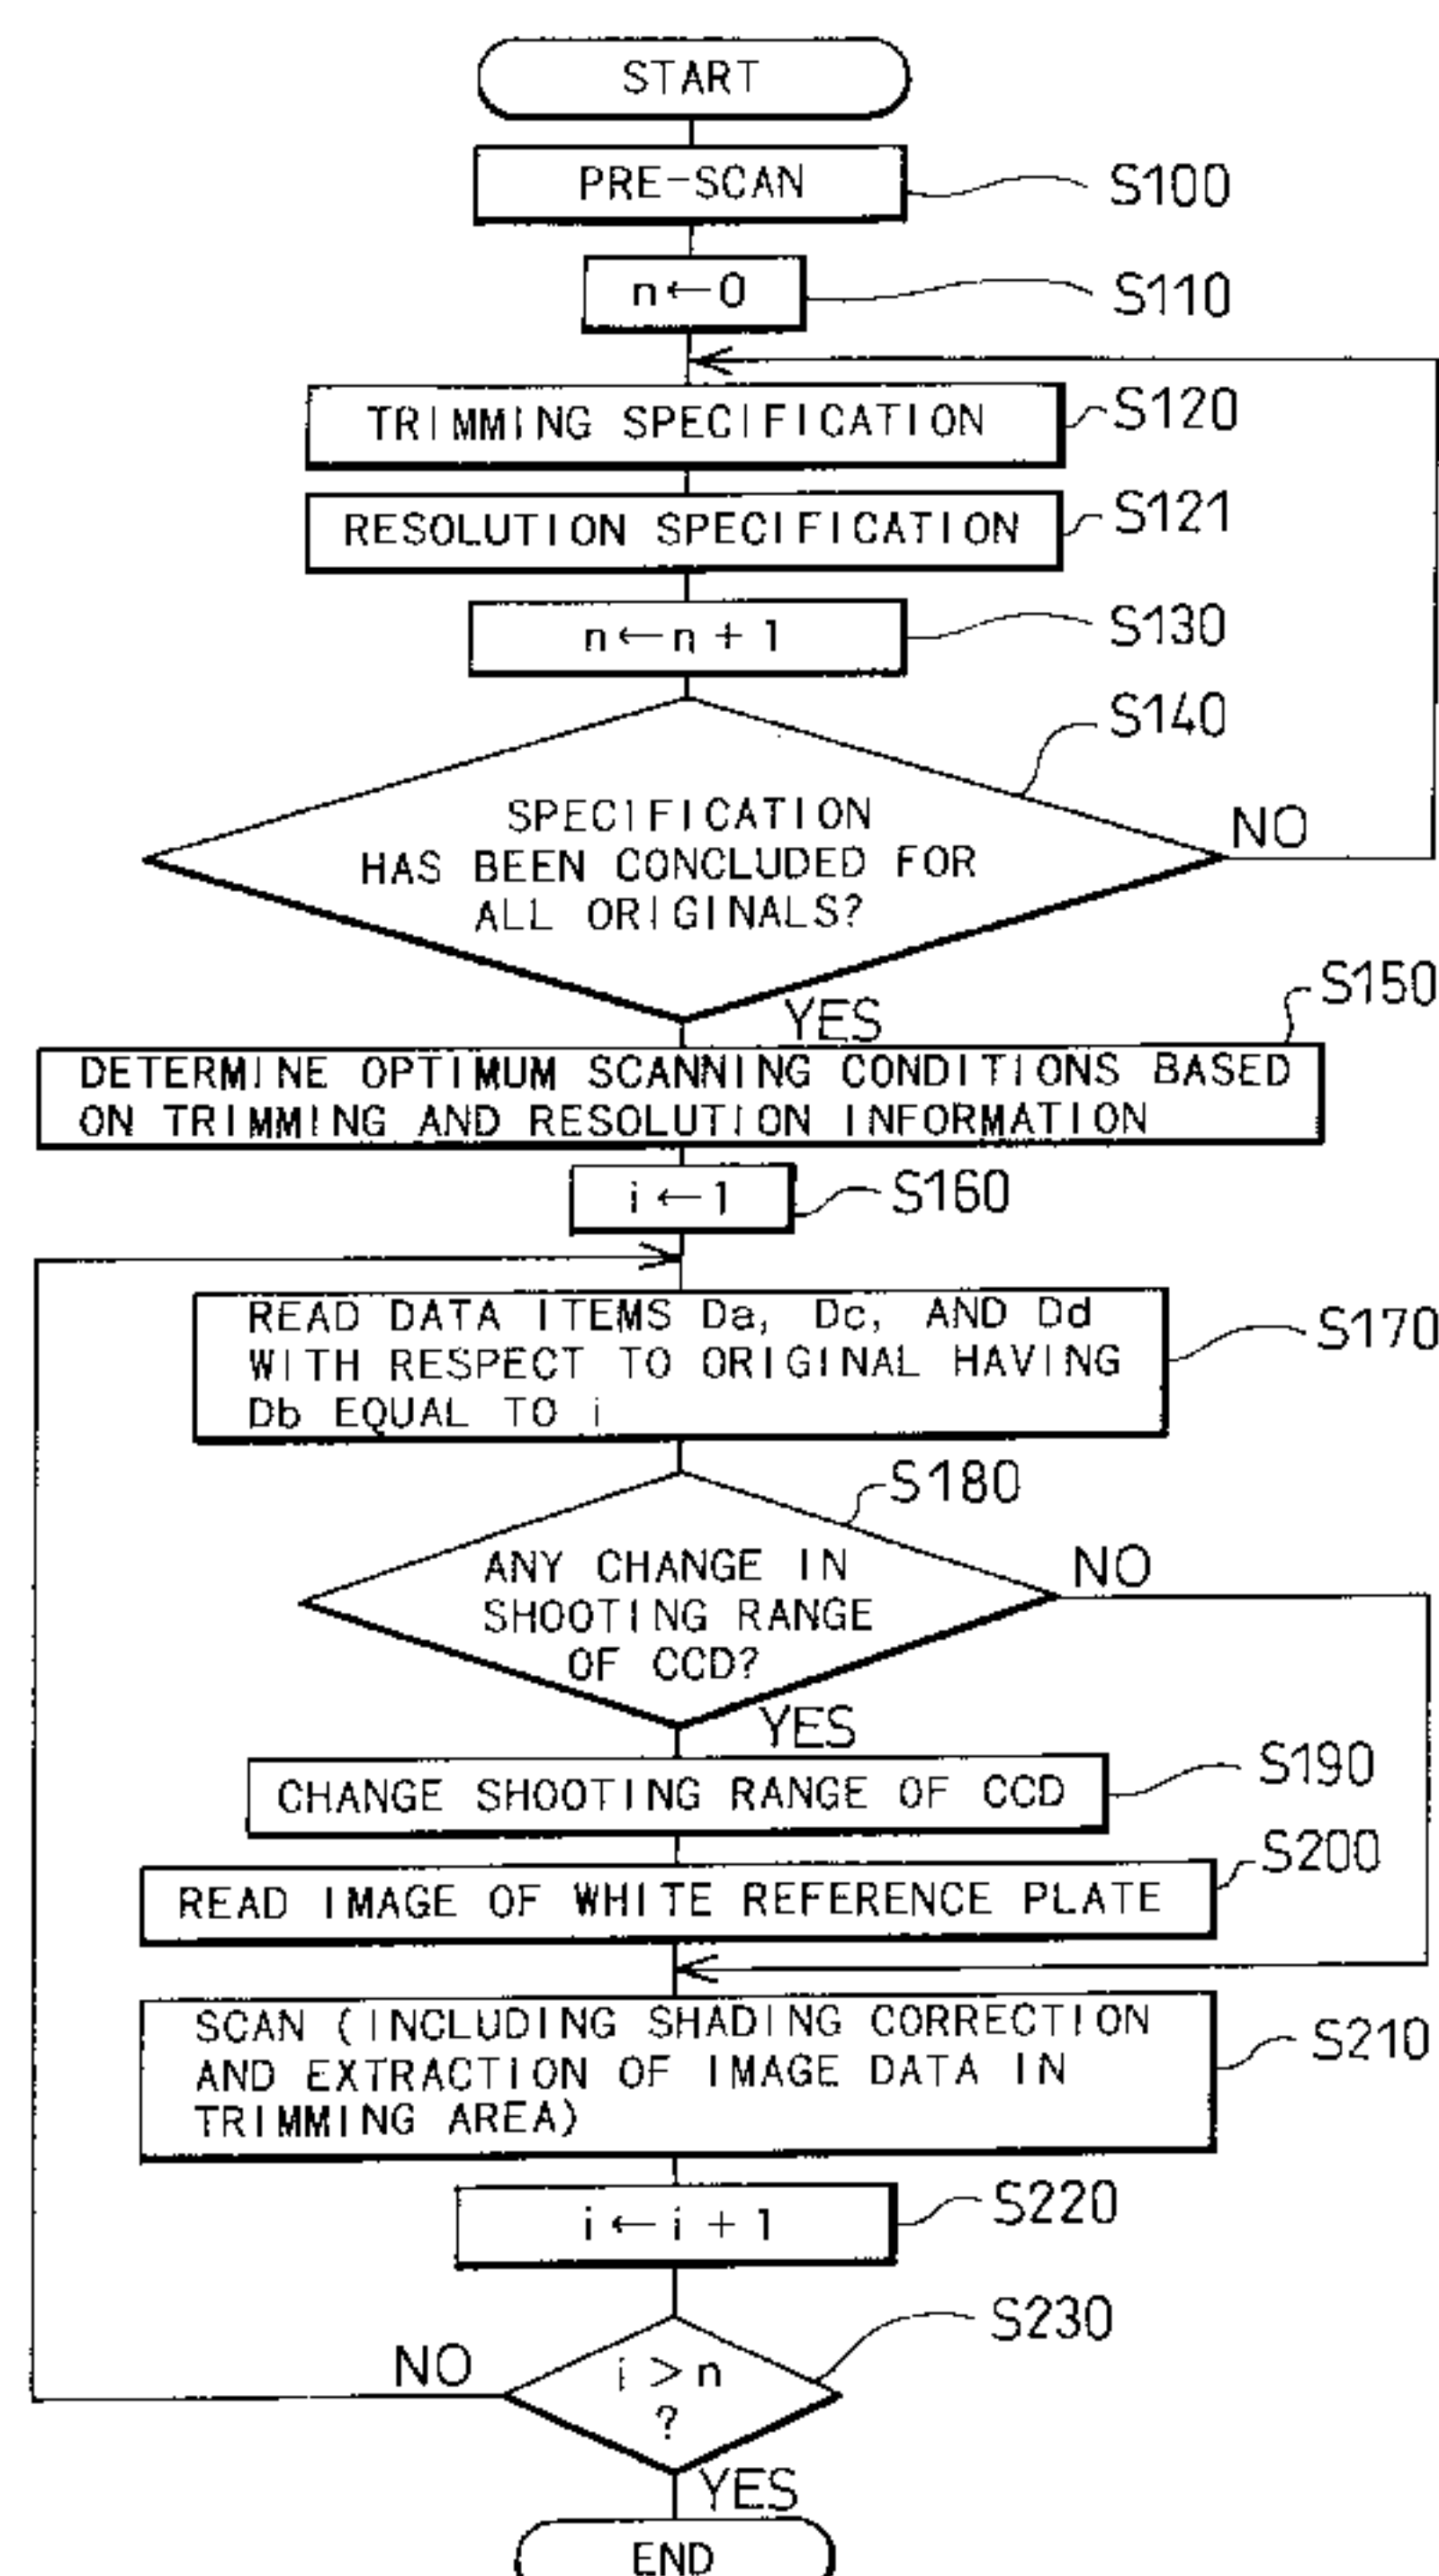 START
PRE-SCAN
S100
n←0
S110
TRIMMING SPECIFICATION
S120
RESOLUTION SPECIFICATION
S121
n←n+1
S130
S140
SPECIFICATION
HAS BEEN CONCLUDED FOR
ALL ORIGINALS?
NO
YES
S150
DETERMINE OPTIMUM SCANNING CONDITIONS BASED
ON TRIMMING AND RESOLUTION INFORMATION
i←1
S160
READ DATA ITEMS Da, Dc, AND Dd
WITH RESPECT TO ORIGINAL HAVING
Db EQUAL TO i
S170
S180
ANY CHANGE IN
SHOOTING RANGE
OF CCD?
NO
YES
CHANGE SHOOTING RANGE OF CCD
S190
READ IMAGE OF WHITE REFERENCE PLATE
S200
SCAN (INCLUDING SHADING CORRECTION
AND EXTRACTION OF IMAGE DATA IN
TRIMMING AREA)
S210
i←i+1
S220
S230
i>n
?
NO
YES
END